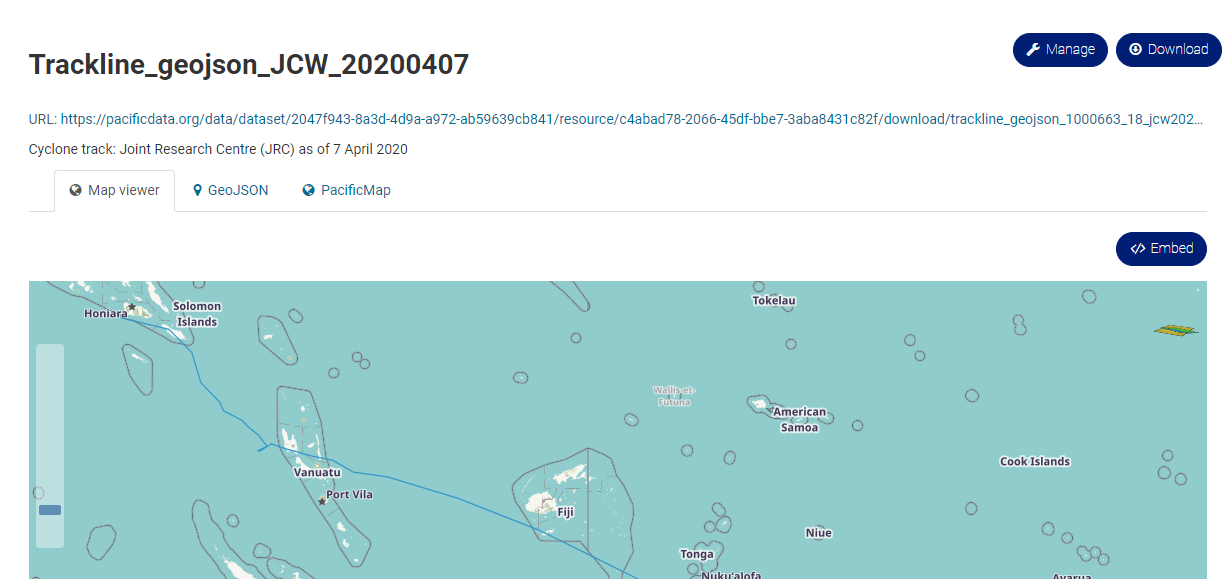 Manage
Download
Trackline_geojson_JCW_20200407
URL: https://pacificdata.org/data/dataset/2047f943-8a3d-4d9a-a972-ab59639cb841/resource/c4abad78-2066-45df-bbe7-3aba8431c82f/download/trackline_geojson_1000663_18_jcw202...
Cyclone track: Joint Research Centre (JRC) as of 7 April 2020
Map viewer
GeoJSON
PacificMap
</> Embed
Tokelau
Honiara
Solomon
Islands
Wallis-et-
Futuna
American
Samoa
Cook Islands
Vanuatu
Port Vila
Fiji
Niue
Tonga
Nuku'alofa
Avarua